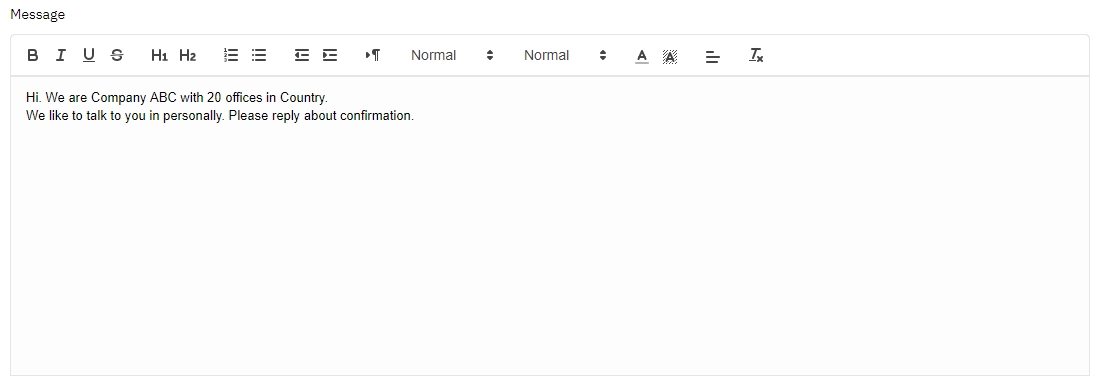 Message
B I U S H1 H2 Normal Normal A A Tx
Hi. We are Company ABC with 20 offices in Country.
We like to talk to you in personally. Please reply about confirmation.